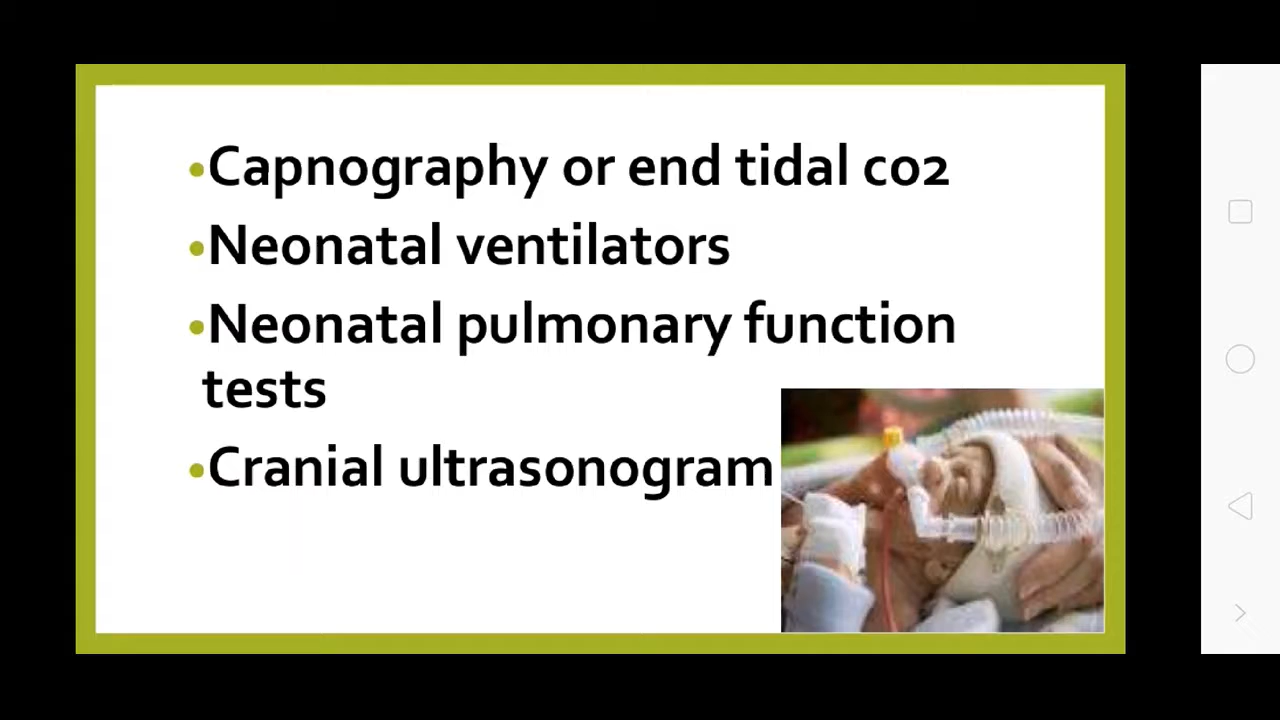 •Capnography or end tidal co2
•Neonatal ventilators
•Neonatal pulmonary function
tests
•Cranial ultrasonogram